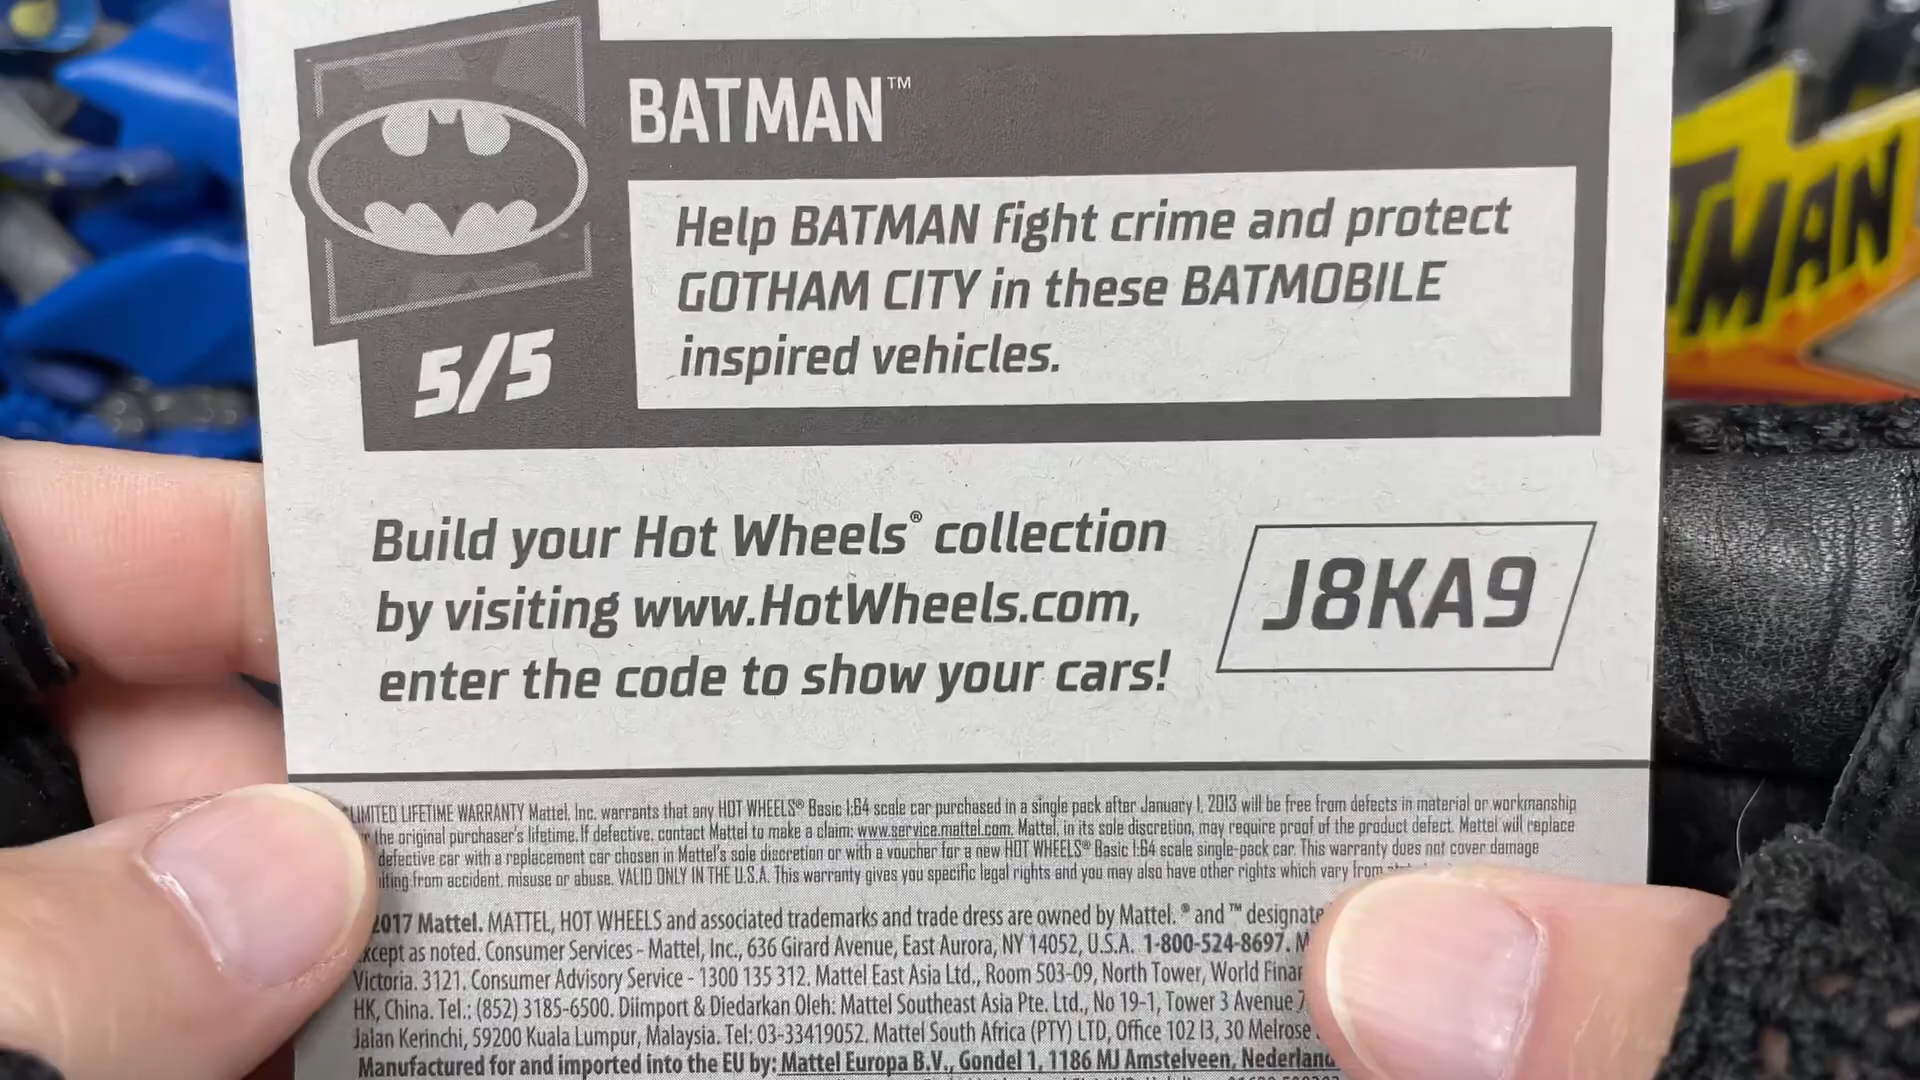 BATMAN™
Help BATMAN fight crime and protect
GOTHAM CITY in these BATMOBILE
inspired vehicles.
5/5
Build your Hot Wheels® collection
by visiting www.HotWheels.com,
enter the code to show your cars!
J8KA9
TMAN
*LIMITED LIFETIME WARRANTY Mattel, Inc. warrants that any HOT WHEELS® Basic 1:64 scale car purchased in a single pack after January 1, 2013 will be free from defects in material or workmanship
the original purchaser's lifetime. If defective, contact Mattel to make a claim: www.service.mattel.com. Mattel, in its sole discretion, may require proof of the product defect. Mattel will replace
defective car with a replacement car chosen in Mattel's sole discretion or with a voucher for a new HOT WHEELS® Basic 1:64 scale single-pack car. This warranty does not cover damage
from accident, misuse or abuse. VALID ONLY IN THE U.S.A. This warranty gives you specific legal rights and you may also have other rights which vary from
2017 Mattel. MATTEL, HOT WHEELS and associated trademarks and trade dress are owned by Mattel. ® and ™ designate
xcept as noted. Consumer Services - Mattel, Inc., 636 Girard Avenue, East Aurora, NY 14052, U.S.A. 1-800-524-8697.
Victoria. 3121. Consumer Advisory Service - 1300 135 312. Mattel East Asia Ltd., Room 503-09, North Tower, World
HK, China. Tel.: (852) 3185-6500. Diimport & Diedarkan Oleh: Mattel Southeast Asia Pte. Ltd., No 19-1, Tower 3 Avenue 7
Jalan Kerinchi, 59200 Kuala Lumpur, Malaysia. Tel: 03-33419052. Mattel South Africa (PTY) LTD, Office 102 I3, 30 Melrose
Manufactured for and imported into the EU by: Mattel Europa B.V., Gondel 1, 1186 MJ Amstelveen, Nederland